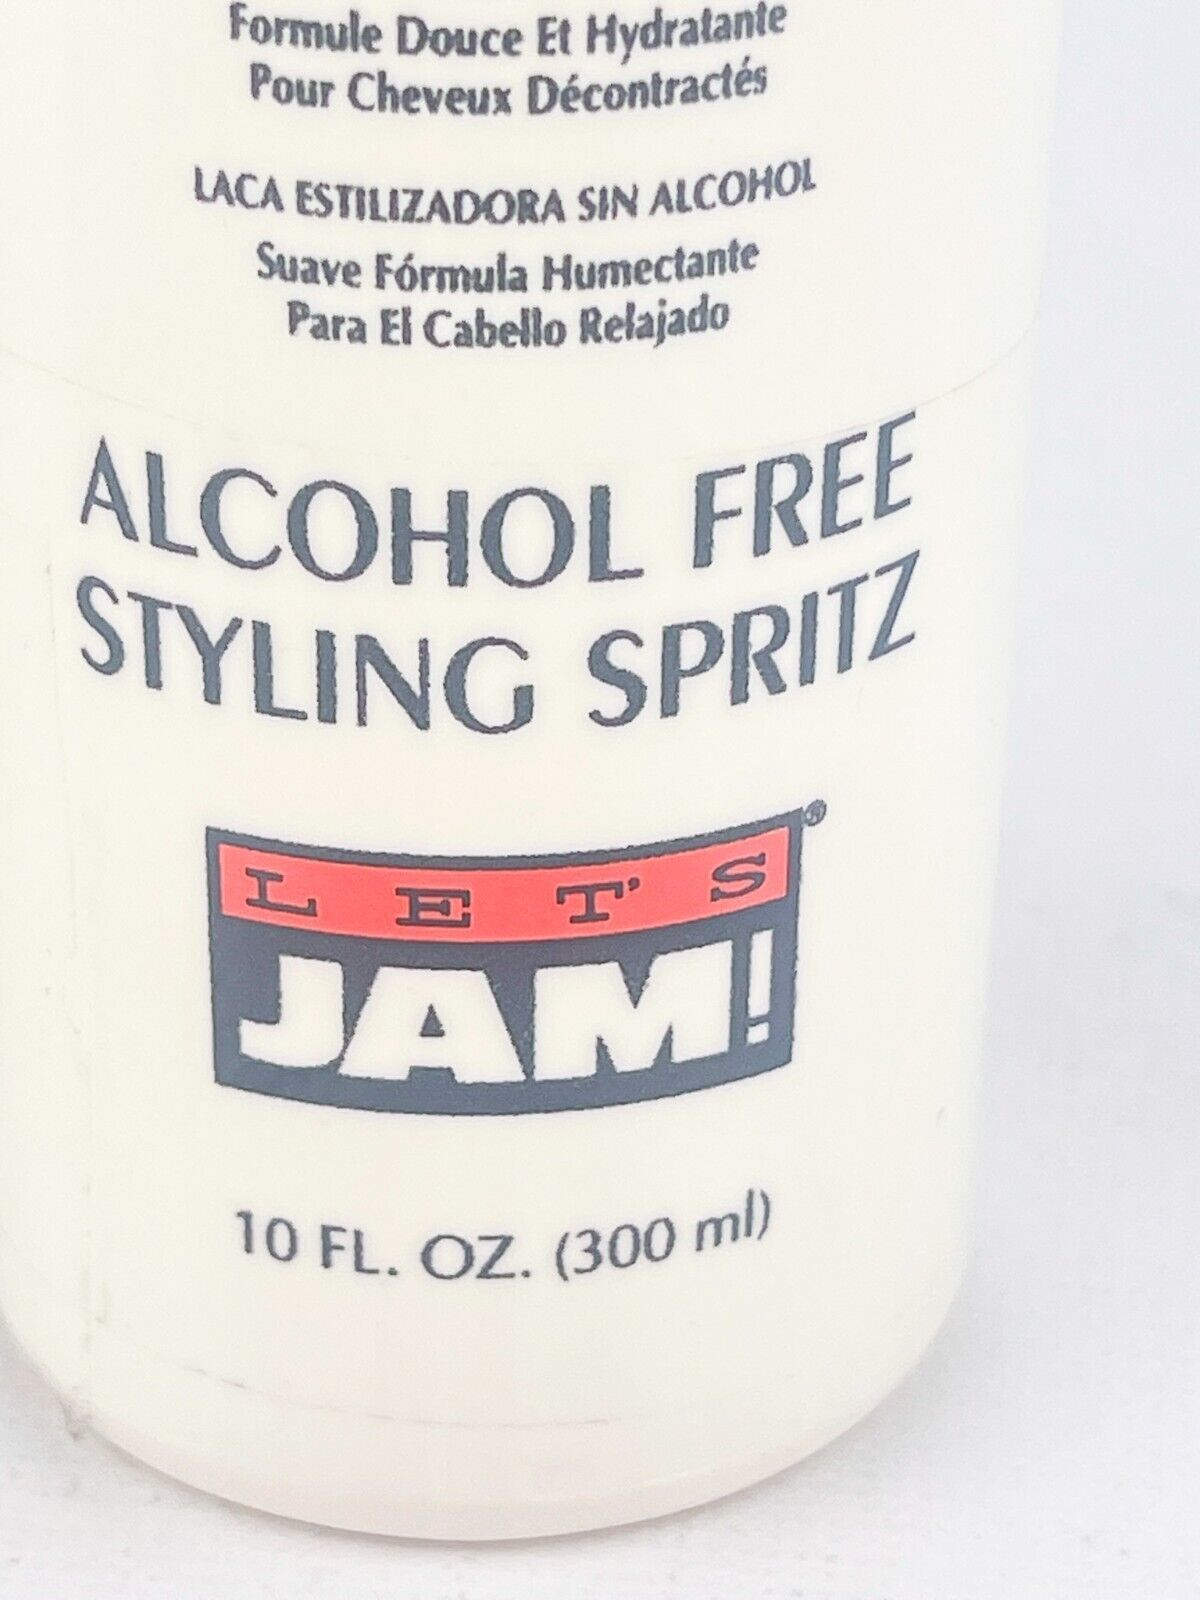 Formule Douce Et Hydratante
Pour Cheveux Décontractés
LACA ESTILIZADORA SIN ALCOHOL
Suave Fórmula Humectante
Para El Cabello Relajado
ALCOHOL FREE
STYLING SPRITZ
LET'S
JAM!®
10 FL. OZ. (300 ml)